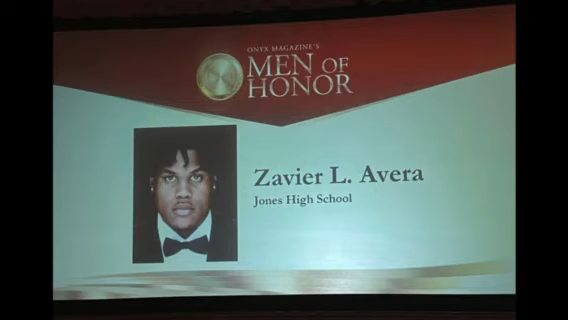 ONYX MAGAZINE'S
MEN OF
HONOR
Zavier L. Avera
Jones High School